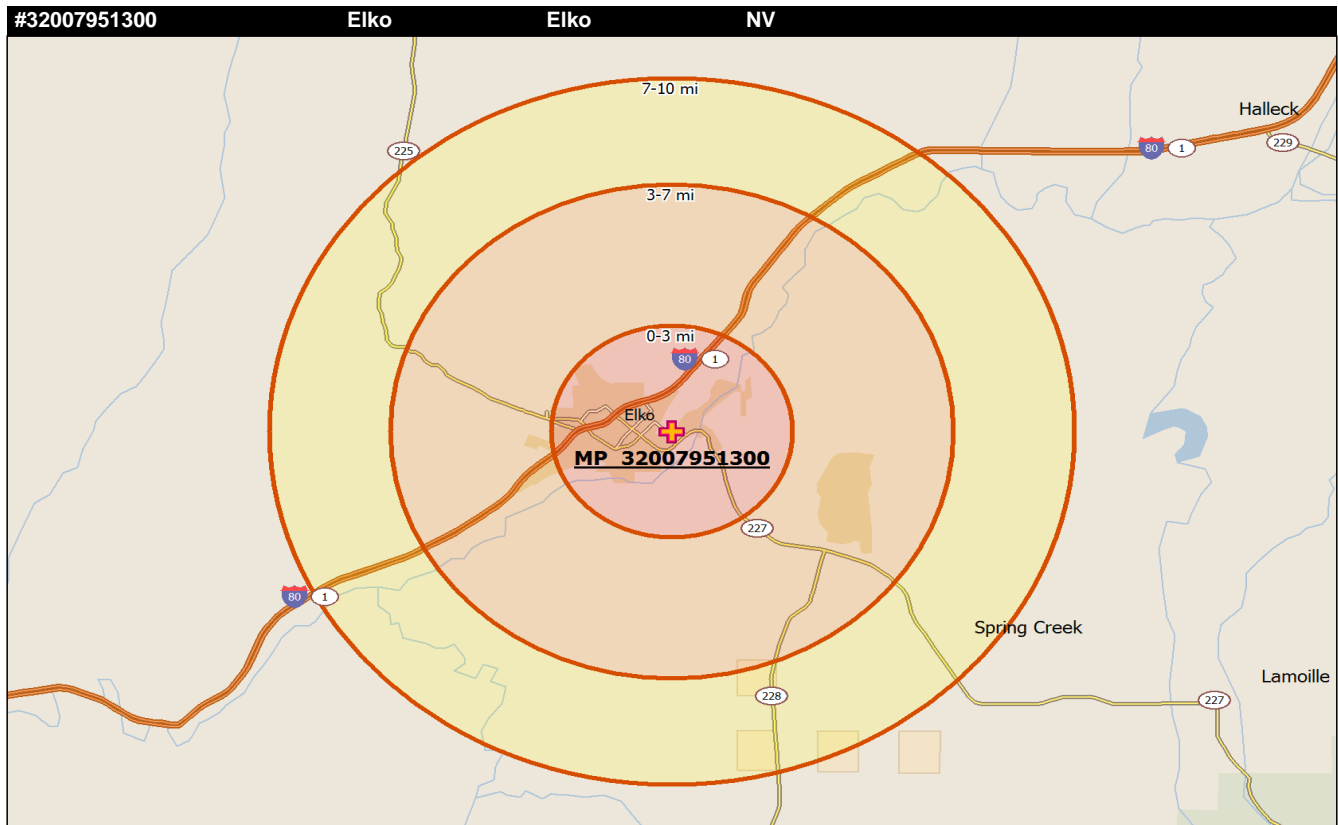 #32007951300 Elko Elko NV
7-10 mi
Halleck
225
80 1
229
3-7 mi
0-3 mi
80 1
Elko
MP 32007951300
227
80 1
Spring Creek
Lamoille
228
227